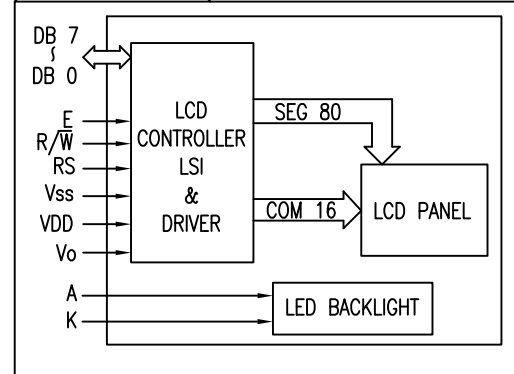 DB 7
∫
DB 0
E
R/W̅
RS
Vss
VDD
Vo
A
K
LCD
CONTROLLER
LSI
&
DRIVER
SEG 80
COM 16
LCD PANEL
LED BACKLIGHT